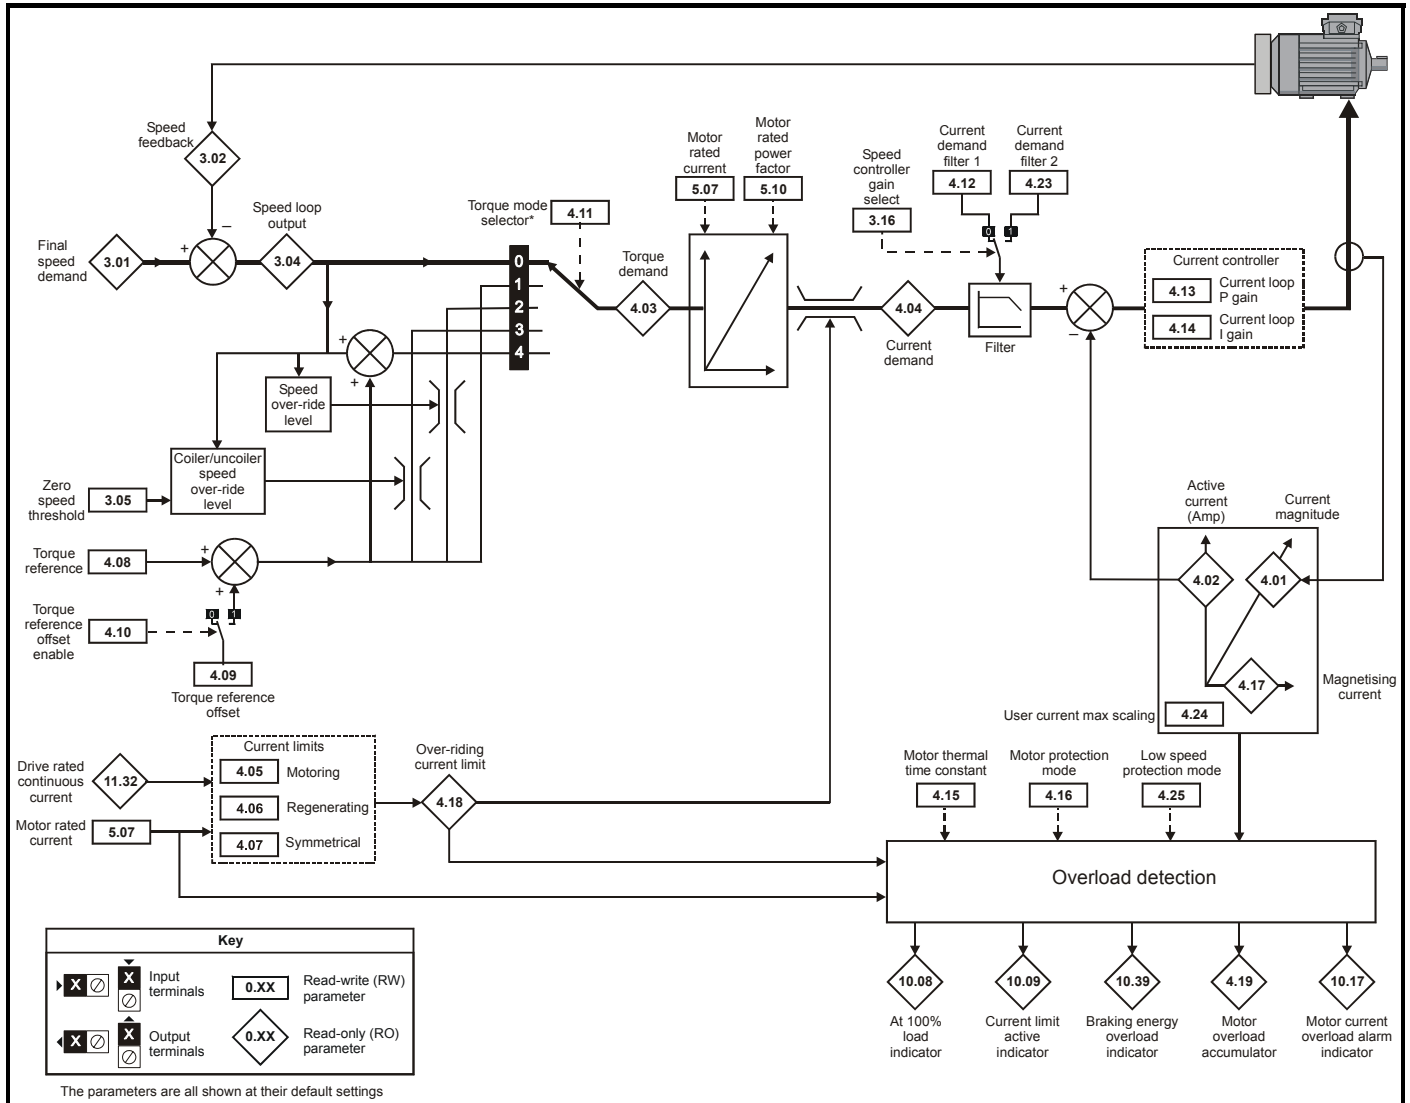 Speed
feedback
3.02
Final
speed
demand
3.01
+
–
Speed loop
output
3.04
Torque mode
selector*
4.11
0
1
2
3
4
Torque
demand
4.03
Motor
rated
current
5.07
Motor
rated
power
factor
5.10
Speed
controller
gain
select
3.16
Current
demand
filter 1
4.12
Current
demand
filter 2
4.23
0
1
4.04
Current
demand
Filter
+
–
Current controller
4.13
Current loop
P gain
4.14
Current loop
I gain
+
+
Speed
over-ride
level
Coiler/uncoiler
speed
over-ride
level
Zero
speed
threshold
3.05
Torque
reference
4.08
+
+
Torque
reference
offset
enable
4.10
0
1
4.09
Torque reference
offset
Active
current
(Amp)
Current
magnitude
4.02
4.01
4.17
Magnetising
current
User current max scaling
4.24
Drive rated
continuous
current
11.32
Motor rated
current
5.07
Current limits
4.05
Motoring
4.06
Regenerating
4.07
Symmetrical
Over-riding
current limit
4.18
Motor thermal
time constant
4.15
Motor protection
mode
4.16
Low speed
protection mode
4.25
Overload detection
10.08
At 100%
load
indicator
10.09
Current limit
active
indicator
10.39
Braking energy
overload
indicator
4.19
Motor
overload
accumulator
10.17
Motor current
overload alarm
indicator
Key
X
X
Input
terminals
0.XX
Read-write (RW)
parameter
X
X
Output
terminals
0.XX
Read-only (RO)
parameter
The parameters are all shown at their default settings